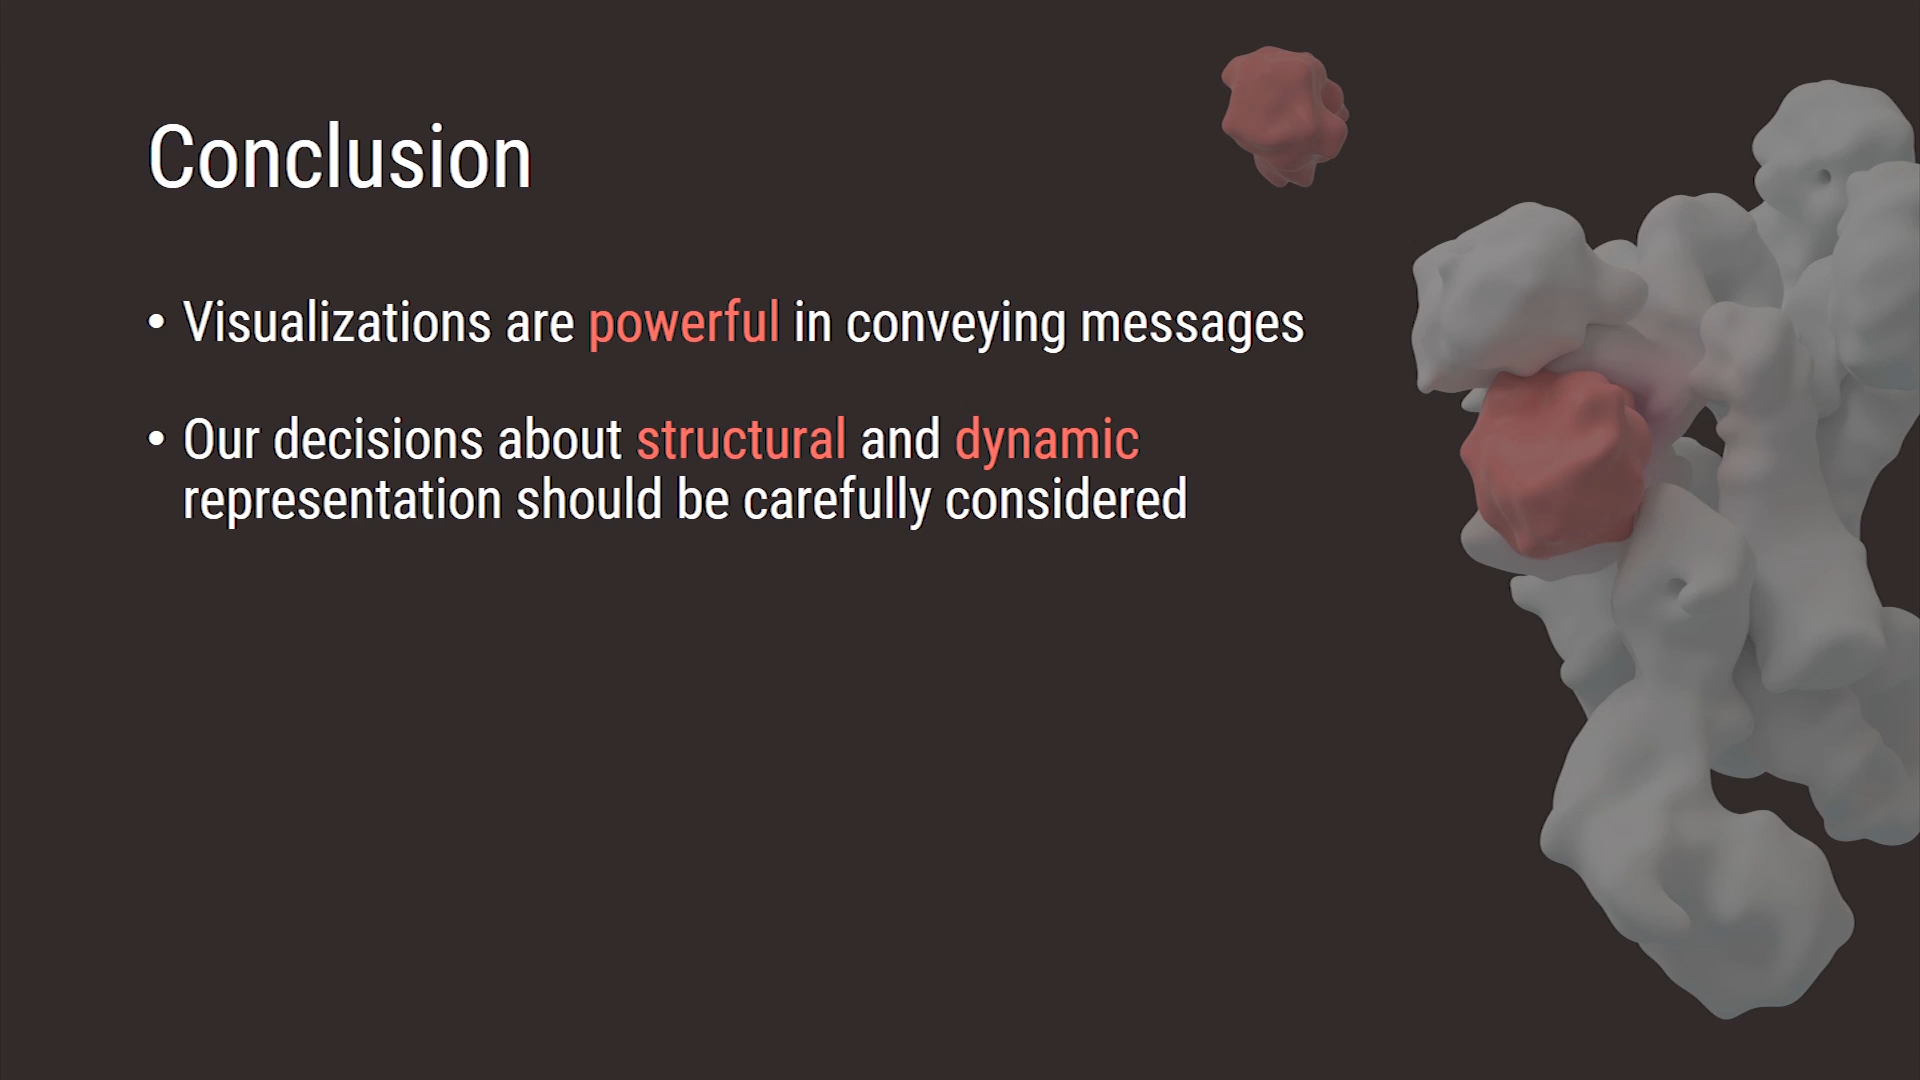 Conclusion
• Visualizations are powerful in conveying messages
• Our decisions about structural and dynamic
representation should be carefully considered